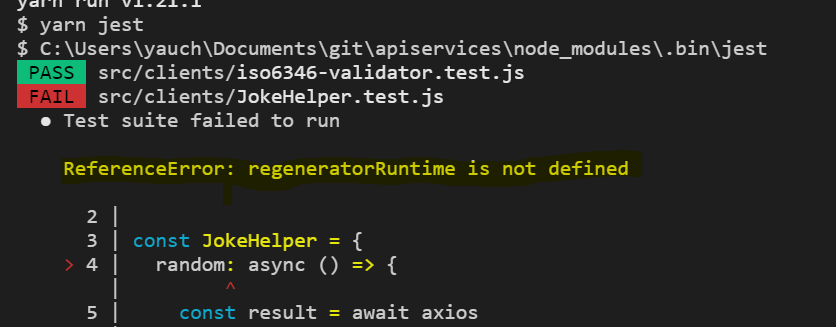 yarn run v1.21.1
$ yarn jest
$ C:\Users\yauch\Documents\git\apiservices\node_modules\.bin\jest
PASS src/clients/iso6346-validator.test.js
FAIL src/clients/JokeHelper.test.js
● Test suite failed to run
ReferenceError: regeneratorRuntime is not defined
2 |
3 | const JokeHelper = {
> 4 | random: async () => {
| ^
5 | const result = await axios